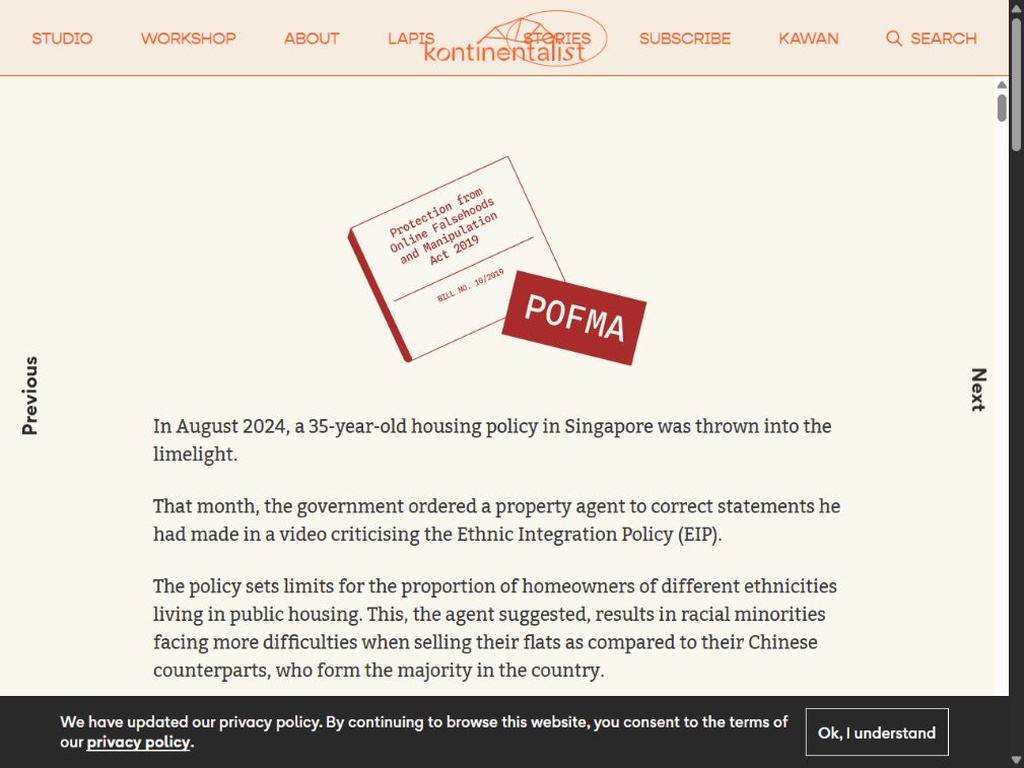 STUDIO WORKSHOP ABOUT LAPIS STORIES SUBSCRIBE KAWAN SEARCH
kontinentalist
Protection from
Online Falsehoods
and Manipulation
Act 2019
BILL NO. 10/2019
POFMA
Previous
Next
In August 2024, a 35-year-old housing policy in Singapore was thrown into the
limelight.
That month, the government ordered a property agent to correct statements he
had made in a video criticising the Ethnic Integration Policy (EIP).
The policy sets limits for the proportion of homeowners of different ethnicities
living in public housing. This, the agent suggested, results in racial minorities
facing more difficulties when selling their flats as compared to their Chinese
counterparts, who form the majority in the country.
We have updated our privacy policy. By continuing to browse this website, you consent to the terms of
our privacy policy.
Ok, I understand